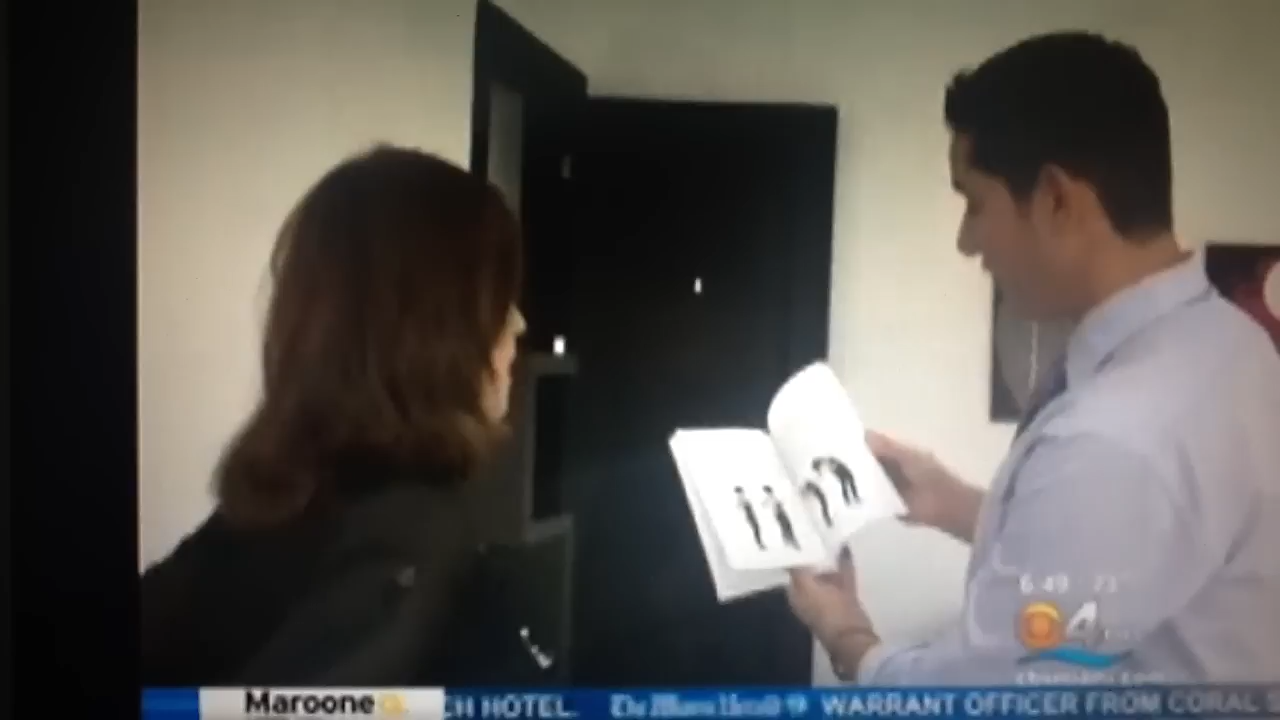 6:49 73
4
Maroone CH HOTEL. The Miami Herald WARRANT OFFICER FROM CORAL S